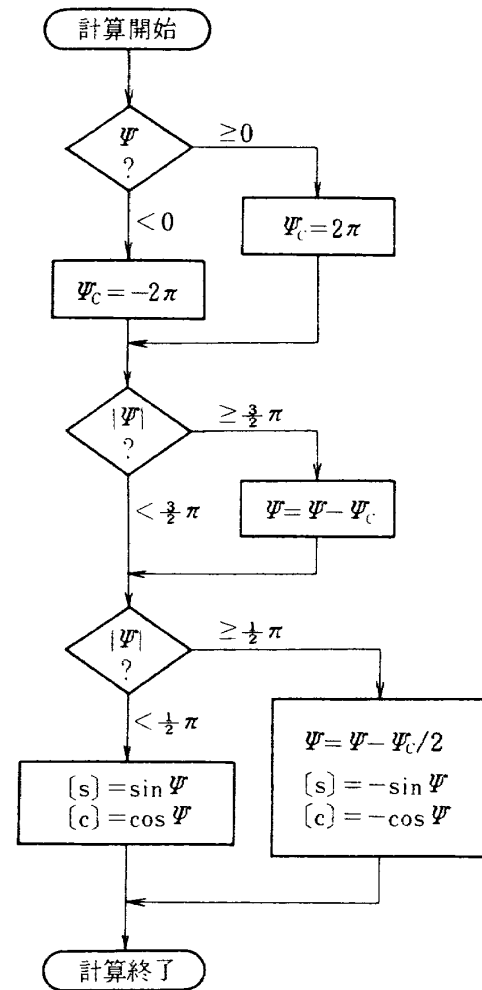 計算開始
Ψ
?
≧0
<0
Ψc=2π
Ψc=−2π
|Ψ|
?
≧3/2 π
<3/2 π
Ψ=Ψ−Ψc
|Ψ|
?
≧1/2 π
<1/2 π
Ψ=Ψ−Ψc/2
[s]=−sin Ψ
[c]=−cos Ψ
[s]=sin Ψ
[c]=cos Ψ
計算終了